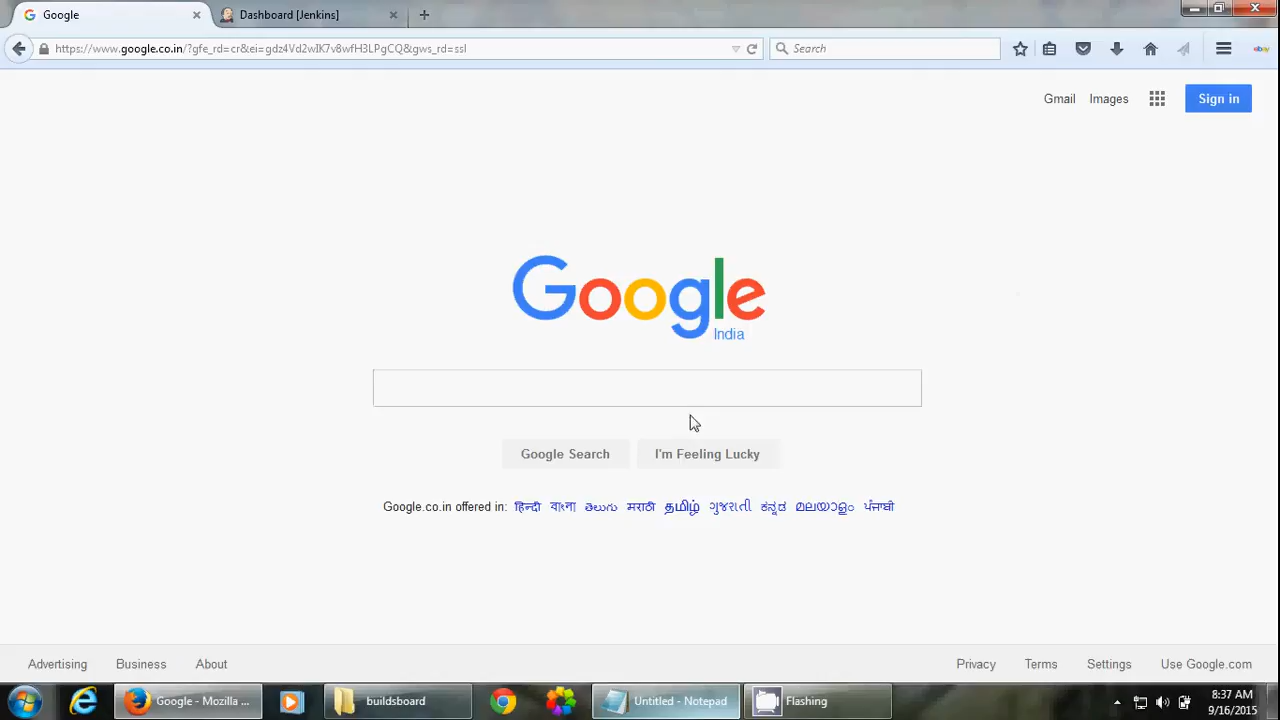 Google
Dashboard [Jenkins]
https://www.google.co.in/?gfe_rd=cr&ei=gdz4Vd2wIK7v8wfH3LPgCQ&gws_rd=ssl
Search
ebay
Gmail
Images
Sign in
Google
India
Google Search
I'm Feeling Lucky
Google.co.in offered in: हिन्दी বাংলা తెలుగు मराठी தமிழ் ગુજરાતી ಕನ್ನಡ മലയാളം ਪੰਜਾਬੀ
Advertising
Business
About
Privacy
Terms
Settings
Use Google.com
Google - Mozilla ...
buildsboard
Untitled - Notepad
Flashing
8:37 AM
9/16/2015